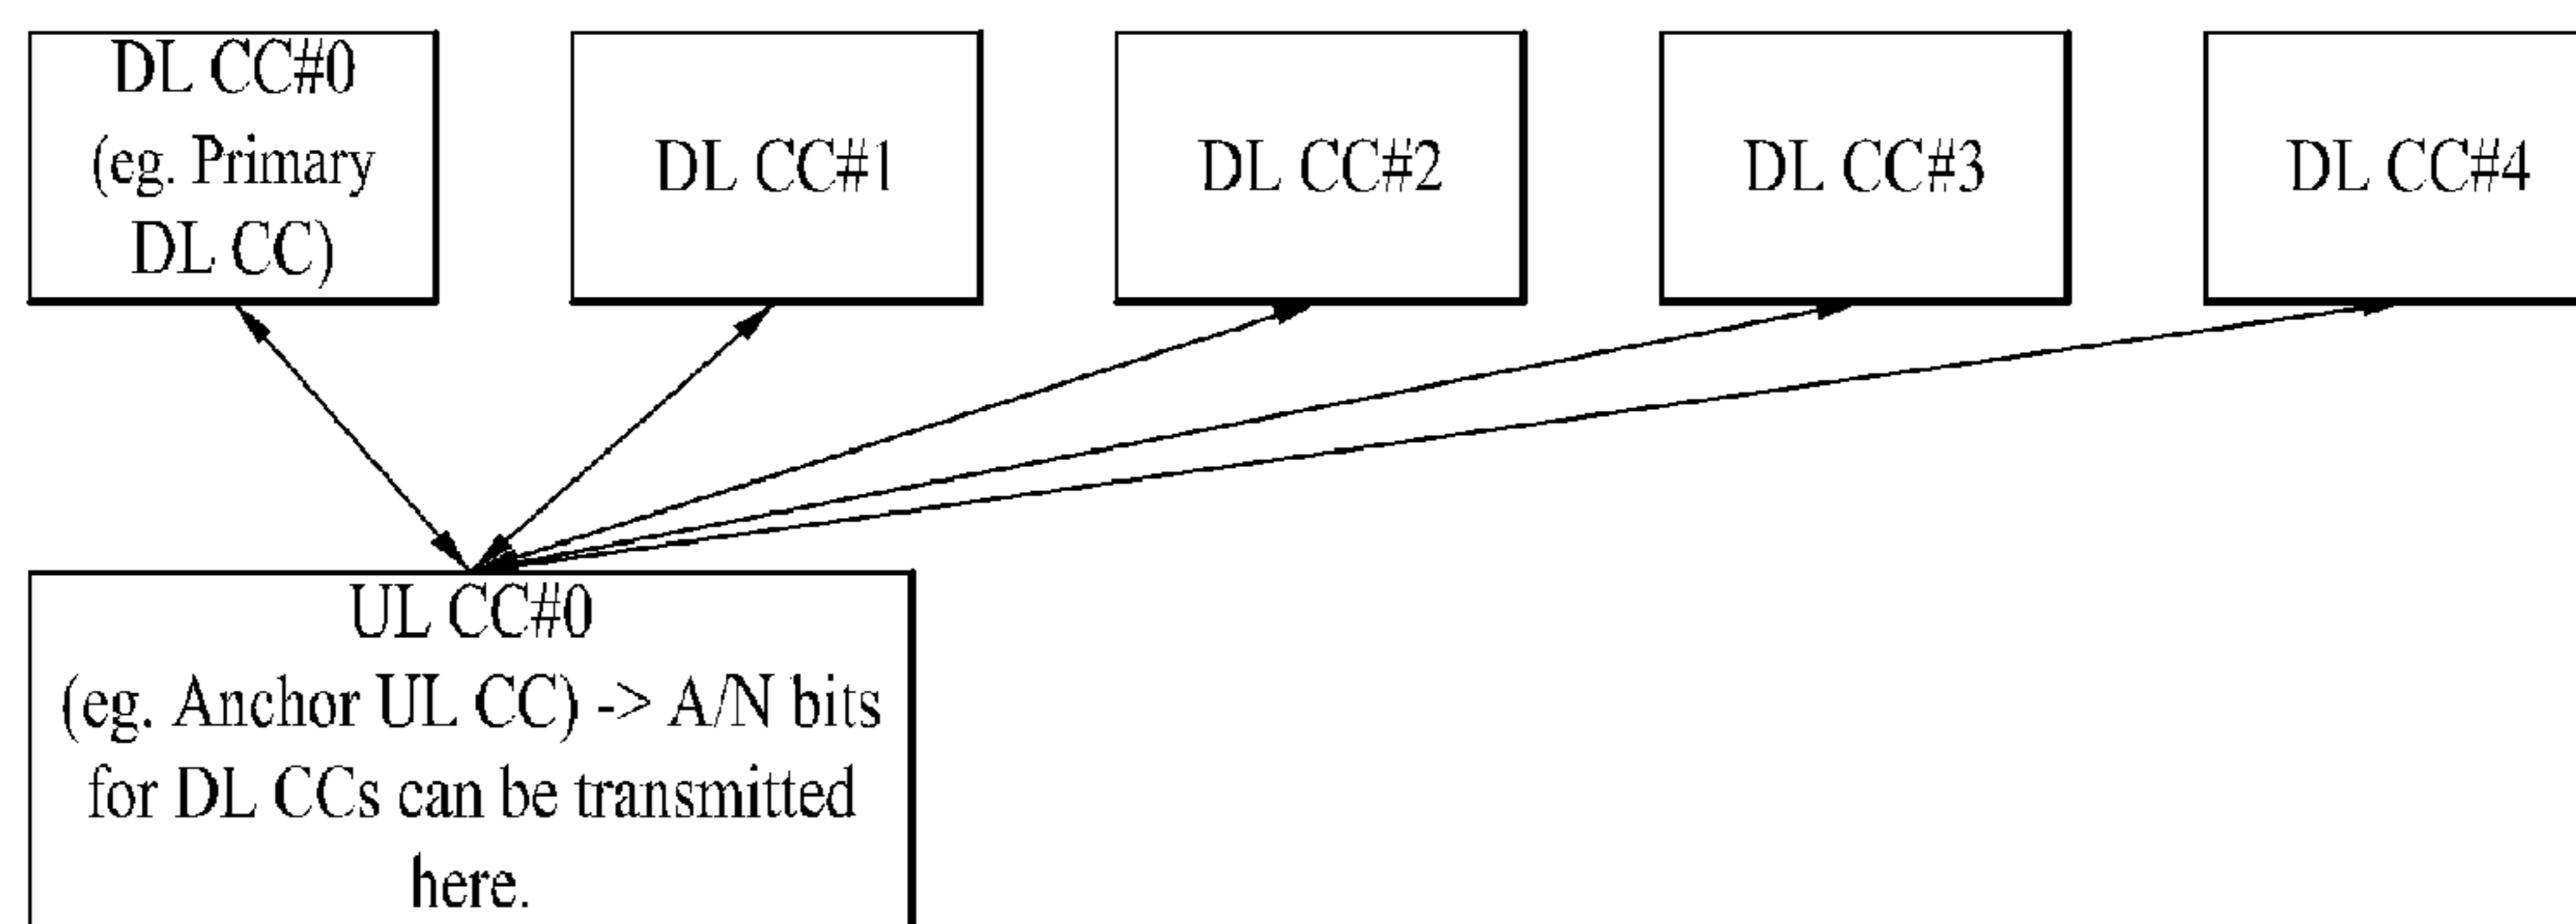 DL CC#0
(eg. Primary
DL CC)
DL CC#1
DL CC#2
DL CC#3
DL CC#4
UL CC#0
(eg. Anchor UL CC) -> A/N bits
for DL CCs can be transmitted
here.